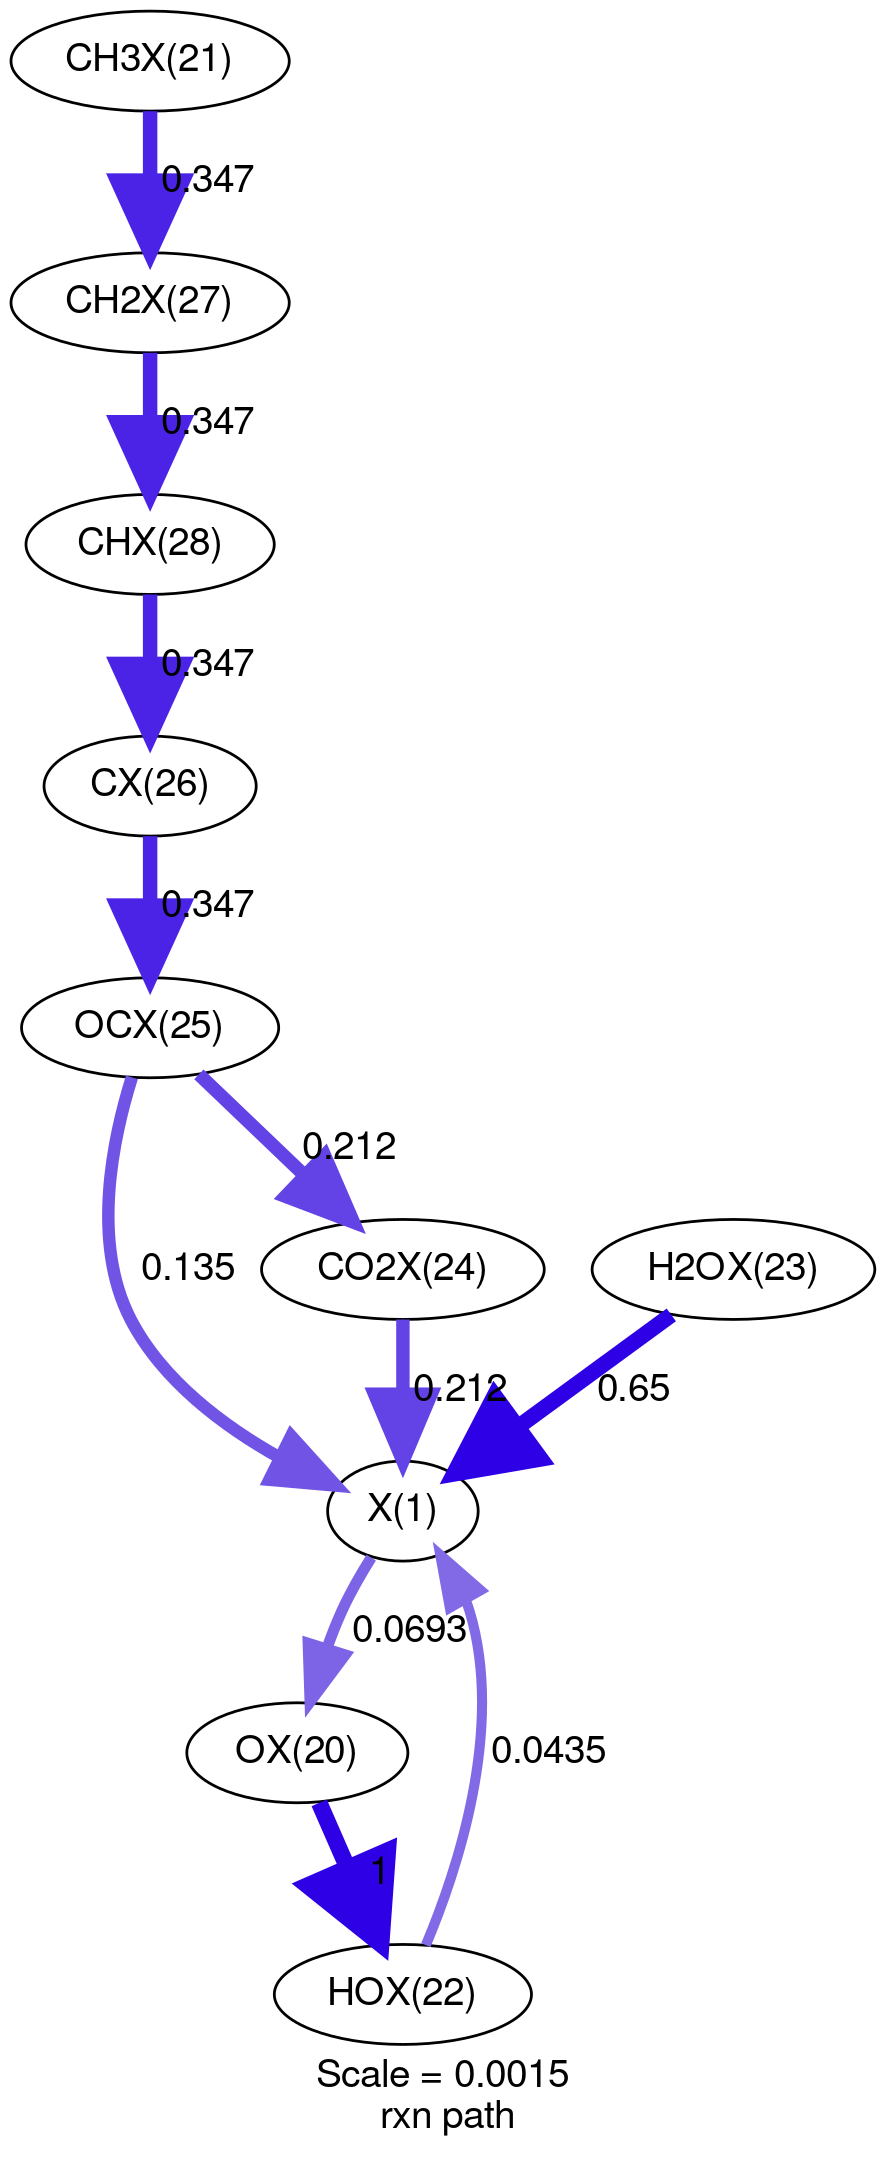 CH3X(21)
0.347
CH2X(27)
0.347
CHX(28)
0.347
CX(26)
0.347
OCX(25)
0.212
0.135
CO2X(24)
H2OX(23)
0.212
0.65
X(1)
0.0693
OX(20)
0.0435
1
HOX(22)
Scale = 0.0015
rxn path